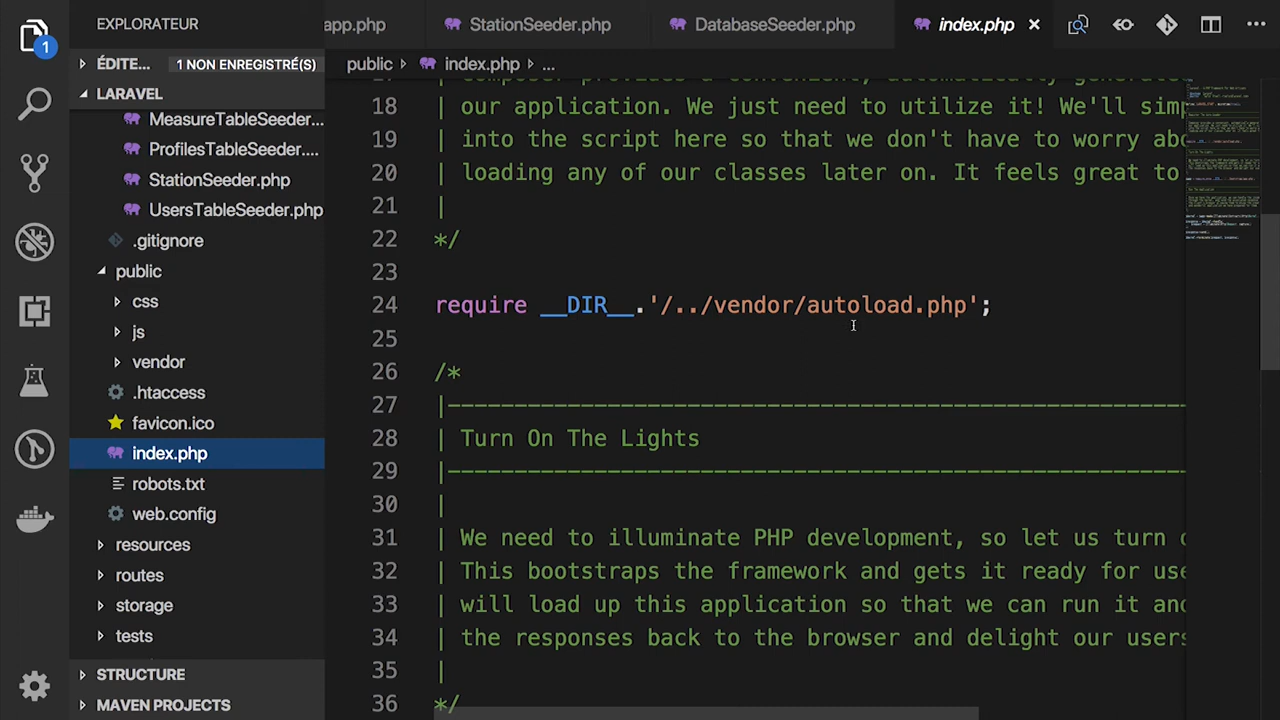 EXPLORATEUR
app.php
StationSeeder.php
DatabaseSeeder.php
index.php
1
ÉDITE... 1 NON ENREGISTRÉ(S)
LARAVEL
MeasureTableSeeder...
ProfilesTableSeeder....
StationSeeder.php
UsersTableSeeder.php
.gitignore
public
css
js
vendor
.htaccess
favicon.ico
index.php
robots.txt
web.config
resources
routes
storage
tests
STRUCTURE
MAVEN PROJECTS
public > index.php > ...
17 | Composer provides a convenient, automatically
18 | our application. We just need to utilize it! We'll
19 | into the script here so that we don't have to worry
20 | loading any of our classes later on. It feels great to
21 |
22 */
23
24 require __DIR__.'/../vendor/autoload.php';
25
26 /*
27 |--------------------------------------------------------
28 | Turn On The Lights
29 |--------------------------------------------------------
30 |
31 | We need to illuminate PHP development, so let us turn
32 | This bootstraps the framework and gets it ready for
33 | will load up this application so that we can run it
34 | the responses back to the browser and delight our users
35 |
36 */